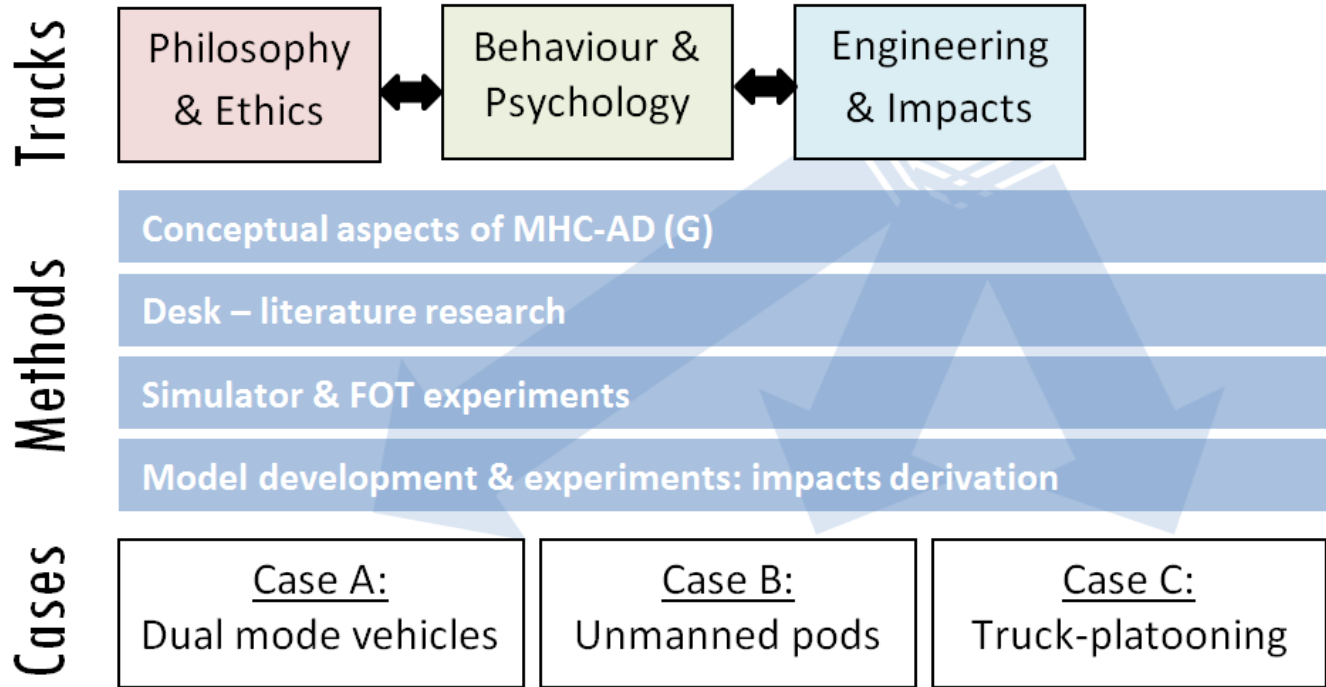 Tracks
Philosophy
& Ethics
Behaviour &
Psychology
Engineering
& Impacts
Methods
Conceptual aspects of MHC-AD (G)
Desk – literature research
Simulator & FOT experiments
Model development & experiments: impacts derivation
Cases
Case A:
Dual mode vehicles
Case B:
Unmanned pods
Case C:
Truck-platooning